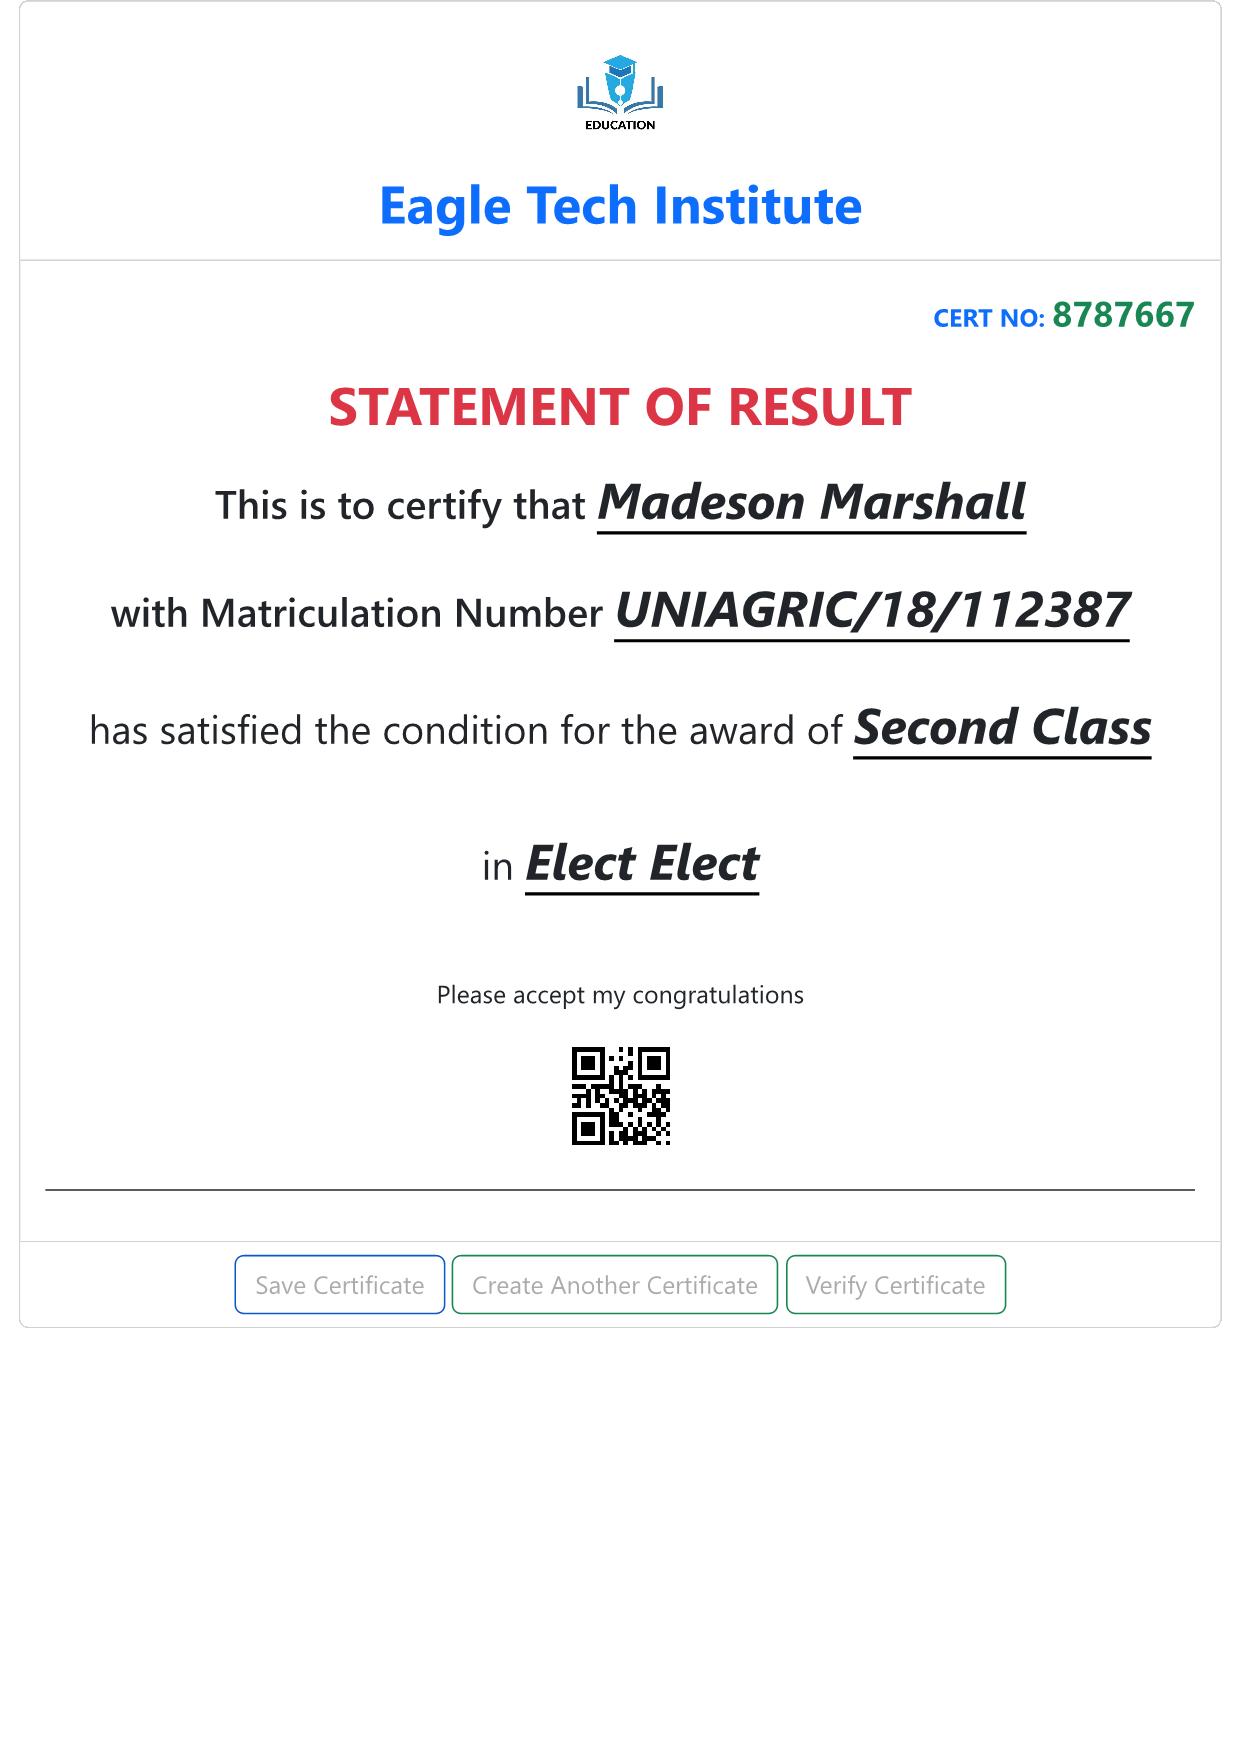 EDUCATION
Eagle Tech Institute
CERT NO: 8787667
STATEMENT OF RESULT
This is to certify that Madeson Marshall
with Matriculation Number UNIAGRIC/18/112387
has satisfied the condition for the award of Second Class
in Elect Elect
Please accept my congratulations
Save Certificate Create Another Certificate Verify Certificate